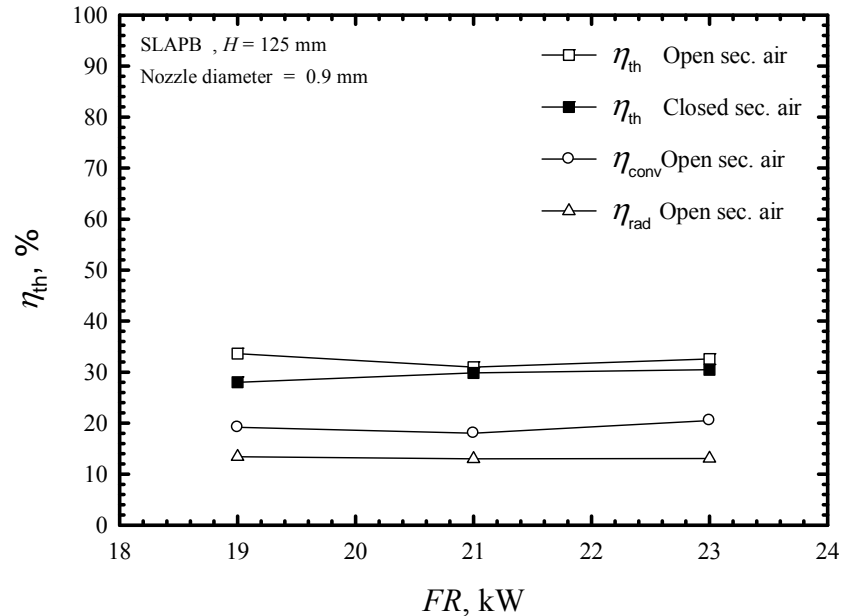 100
90
80
70
60
50
40
30
20
10
0
η_th, %
SLAPB , H = 125 mm
Nozzle diameter = 0.9 mm
η_th Open sec. air
η_th Closed sec. air
η_conv Open sec. air
η_rad Open sec. air
18 19 20 21 22 23 24
FR, kW